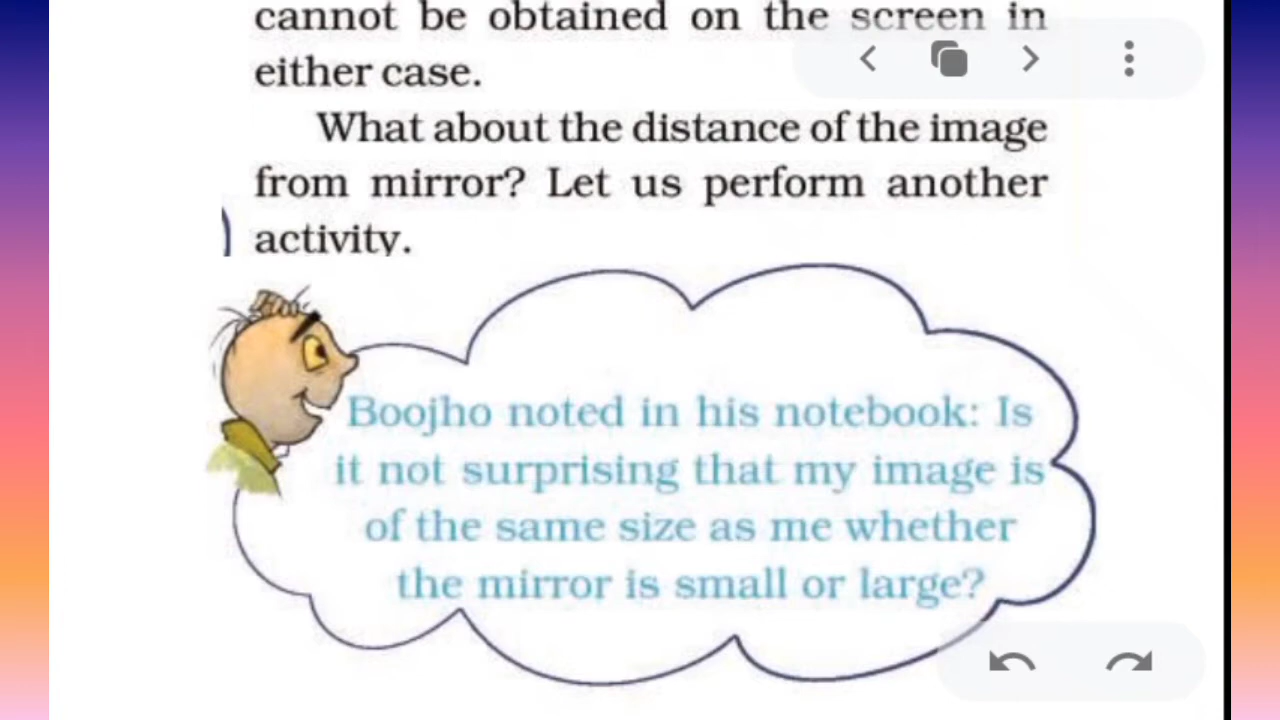 cannot be obtained on the screen in
either case.
What about the distance of the image
from mirror? Let us perform another
activity.
Boojho noted in his notebook: Is
it not surprising that my image is
of the same size as me whether
the mirror is small or large?